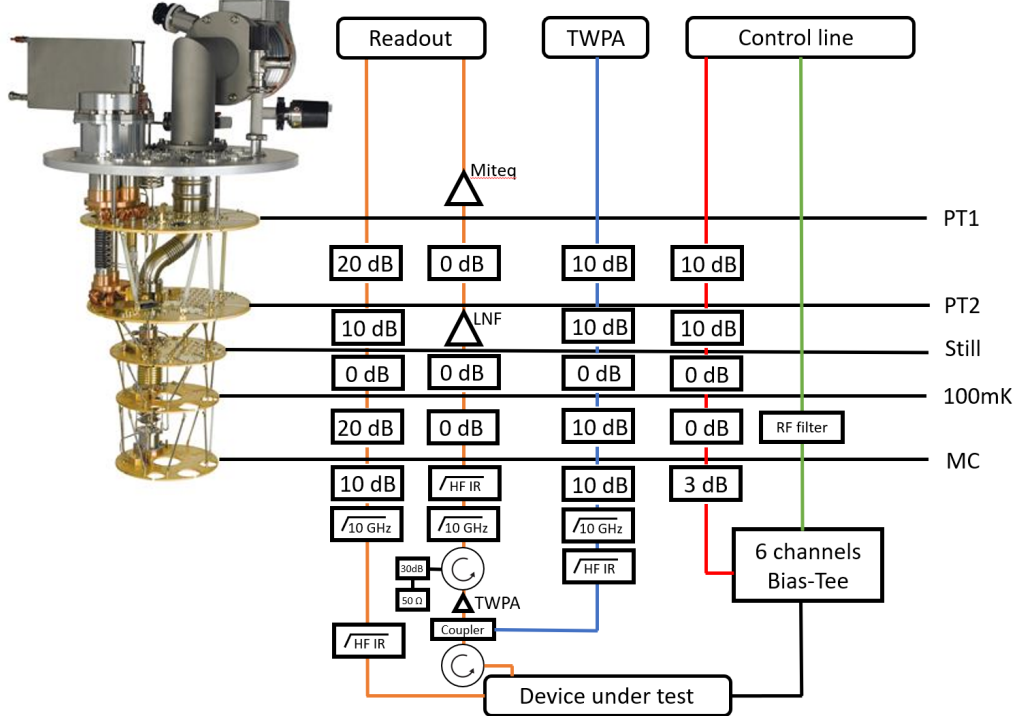 Readout
TWPA
Control line
Miteq
PT1
20 dB
0 dB
10 dB
10 dB
PT2
10 dB
LNF
10 dB
10 dB
Still
0 dB
0 dB
0 dB
0 dB
100mK
20 dB
0 dB
10 dB
0 dB
RF filter
MC
10 dB
HF IR
10 dB
3 dB
10 GHz
10 GHz
10 GHz
6 channels
Bias-Tee
30dB
HF IR
50 Ω
TWPA
Coupler
HF IR
Device under test